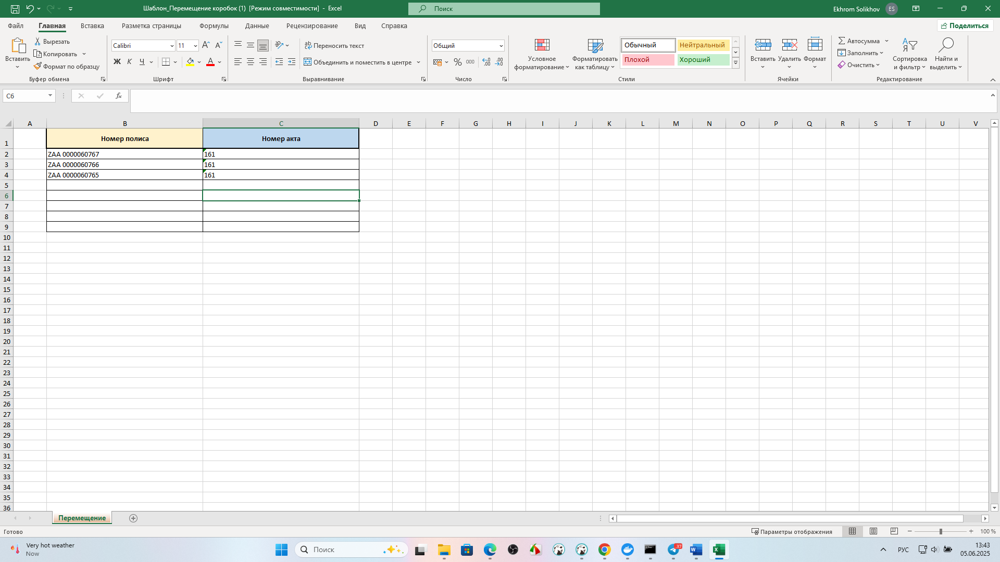 Шаблон_Перемещение коробок (1)  [Режим совместимости]  -  Excel
Поиск
Ekhrom Solikhov
ES
Файл
Главная
Вставка
Разметка страницы
Формулы
Данные
Рецензирование
Вид
Справка
Поделиться
Вставить
Вырезать
Копировать
Формат по образцу
Буфер обмена
Calibri
11
Ж К Ч
Шрифт
Переносить текст
Объединить и поместить в центре
Выравнивание
Общий
% 000
Число
Условное форматирование
Форматировать как таблицу
Обычный
Нейтральный
Плохой
Хороший
Стили
Вставить
Удалить
Формат
Ячейки
Автосумма
Заполнить
Очистить
Сортировка и фильтр
Найти и выделить
Редактирование
C6
fx
A B C D E F G H I J K L M N O P Q R S T U V
1 Номер полиса Номер акта
2 ZAA 0000060767 161
3 ZAA 0000060766 161
4 ZAA 0000060765 161
5
6
7
8
9
10
11
12
13
14
15
16
17
18
19
20
21
22
23
24
25
26
27
28
29
30
31
32
33
34
35
36
Перемещение
Готово
Параметры отображения
100 %
Very hot weather
Now
Поиск
37
РУС
13:43
05.06.2025